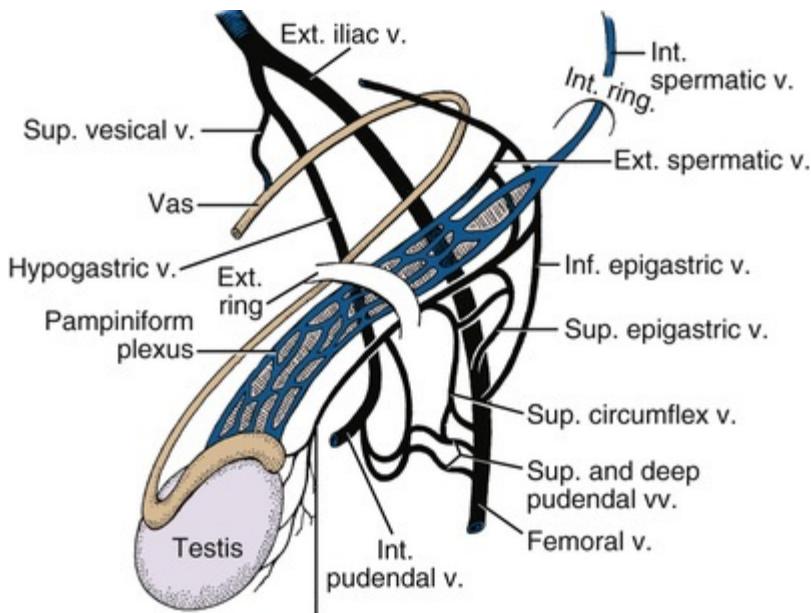 Ext. iliac v.
Int.
spermatic v.
Int. ring.
Sup. vesical v.
Ext. spermatic v.
Vas
Hypogastric v.
Ext.
ring
Inf. epigastric v.
Pampiniform
plexus
Sup. epigastric v.
Sup. circumflex v.
Sup. and deep
pudendal vv.
Testis
Int.
pudendal v.
Femoral v.